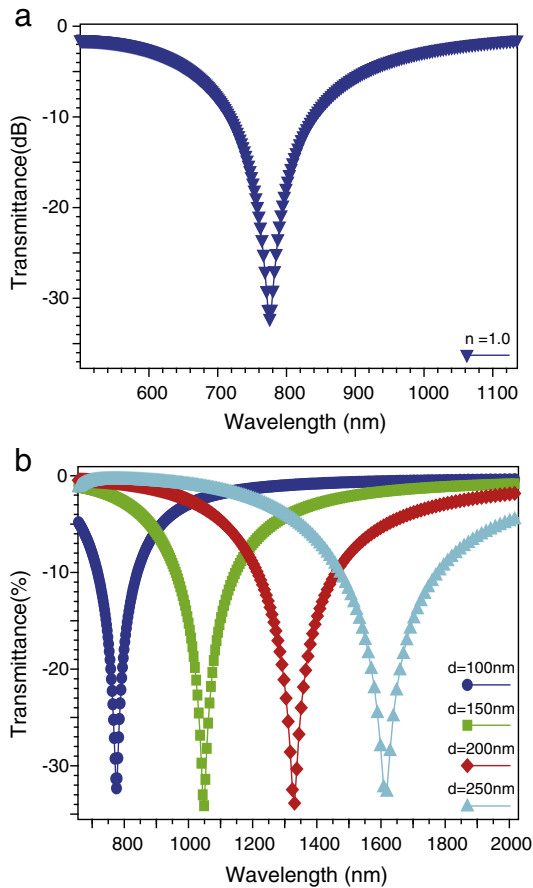 a
0
-10
-20
-30
Transmittance(dB)
n =1.0
600 700 800 900 1000 1100
Wavelength (nm)
b
0
-10
-20
-30
Transmittance(%)
d=100nm
d=150nm
d=200nm
d=250nm
800 1000 1200 1400 1600 1800 2000
Wavelength (nm)